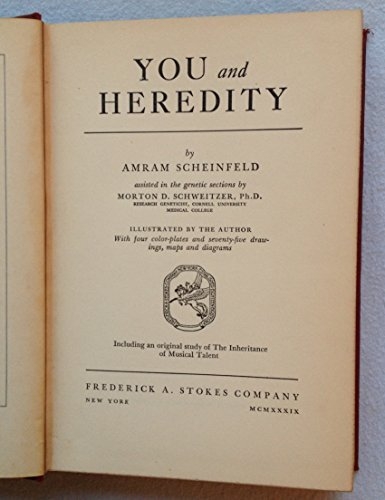 YOU and
HEREDITY
by
AMRAM SCHEINFELD
assisted in the genetic sections by
MORTON D. SCHWEITZER, Ph.D.
RESEARCH GENETICIST, CORNELL UNIVERSITY
MEDICAL COLLEGE
ILLUSTRATED BY THE AUTHOR
With four color-plates and seventy-five draw-
ings, maps and diagrams
Including an original study of The Inheritance
of Musical Talent
FREDERICK A. STOKES COMPANY
NEW YORK MCMXXXIX